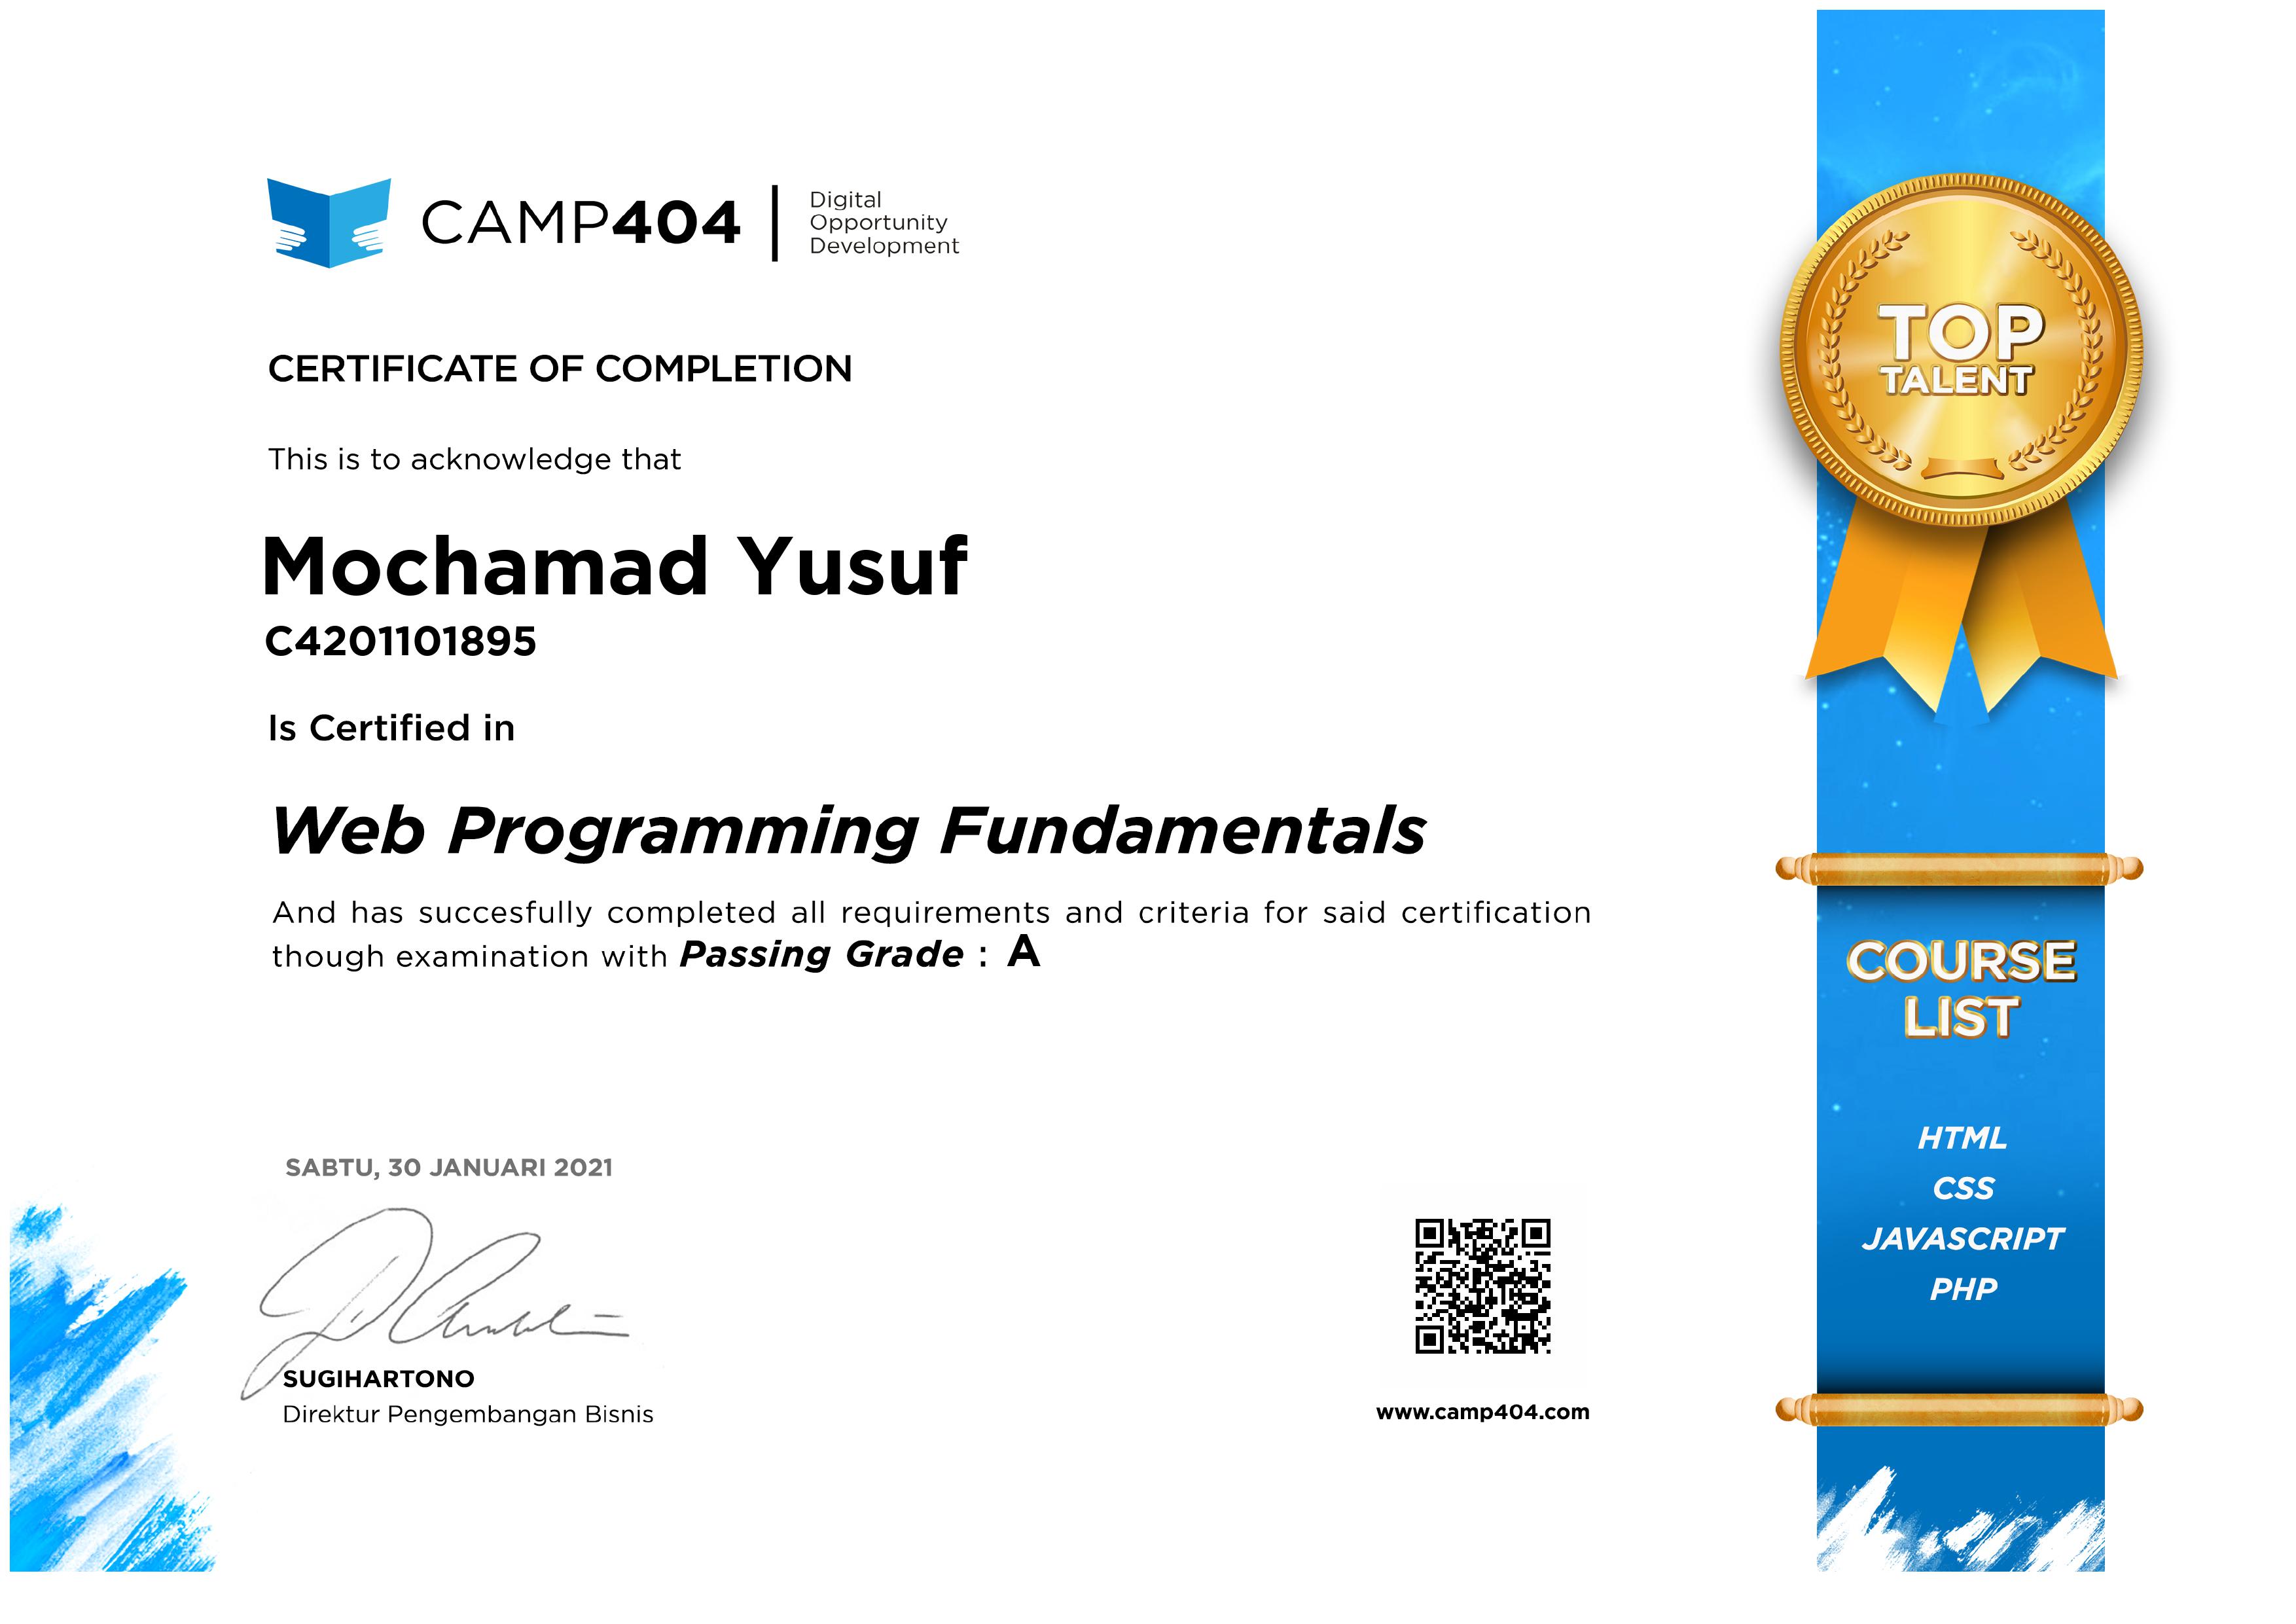 CAMP404
Digital
Opportunity
Development
CERTIFICATE OF COMPLETION
This is to acknowledge that
Mochamad Yusuf
C4201101895
Is Certified in
Web Programming Fundamentals
And has succesfully completed all requirements and criteria for said certification
though examination with Passing Grade : A
SABTU, 30 JANUARI 2021
SUGIHARTONO
Direktur Pengembangan Bisnis
www.camp404.com
TOP
TALENT
COURSE
LIST
HTML
CSS
JAVASCRIPT
PHP